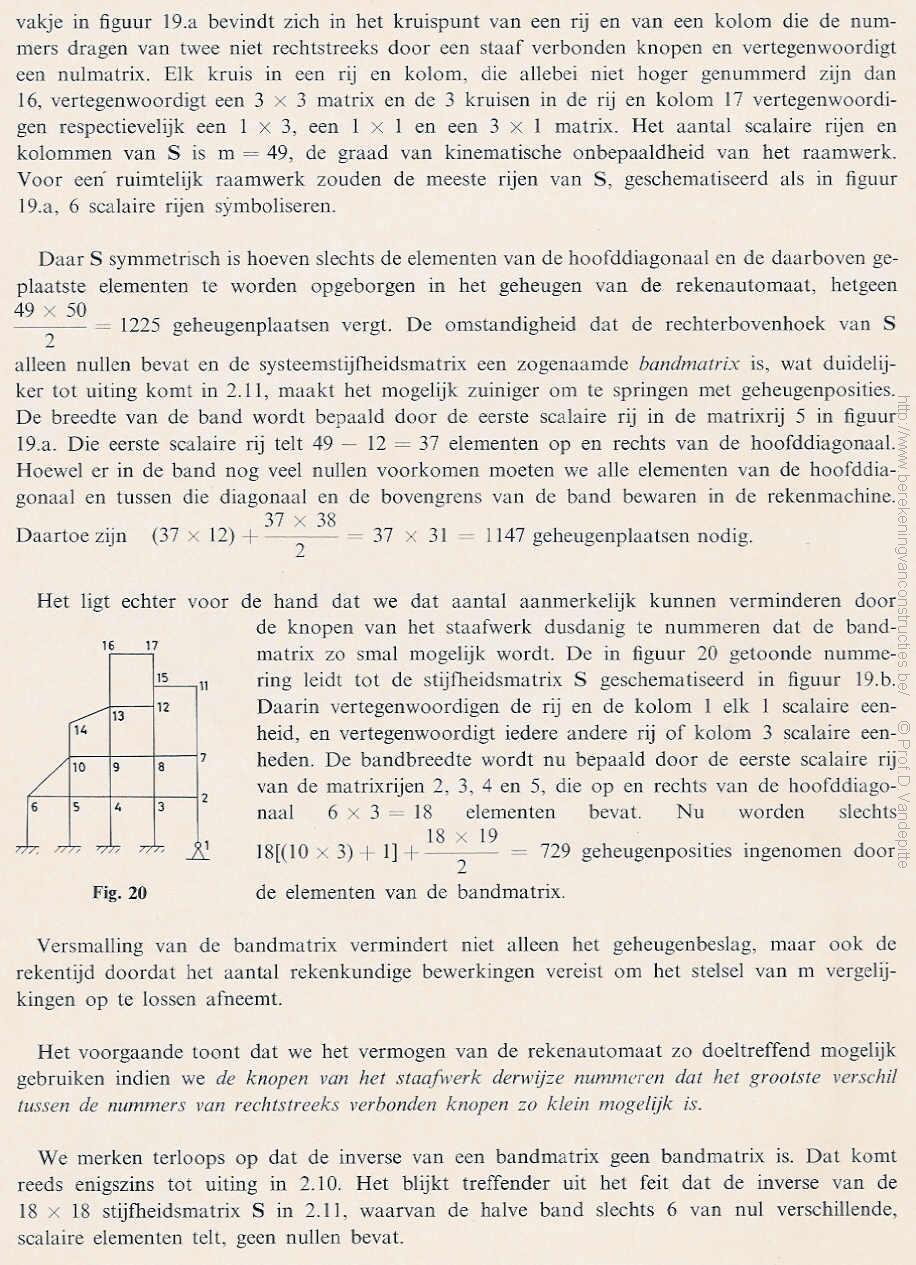 vakje in figuur 19.a bevindt zich in het kruispunt van een rij en van een kolom die de num-
mers dragen van twee niet rechtstreeks door een staaf verbonden knopen en vertegenwoordigt
een nulmatrix. Elk kruis in een rij en kolom, die allebei niet hoger genummerd zijn dan
16, vertegenwoordigt een 3 × 3 matrix en de 3 kruisen in de rij en kolom 17 vertegenwoordi-
gen respectievelijk een 1 × 3, een 1 × 1 en een 3 × 1 matrix. Het aantal scalaire rijen en
kolommen van S is m = 49, de graad van kinematische onbepaaldheid van het raamwerk.
Voor een ruimtelijk raamwerk zouden de meeste rijen van S, geschematiseerd als in figuur
19.a, 6 scalaire rijen symboliseren.
Daar S symmetrisch is hoeven slechts de elementen van de hoofddiagonaal en de daarboven ge-
plaatste elementen te worden opgeborgen in het geheugen van de rekenautomaat, hetgeen
49 × 50
2
= 1225 geheugenplaatsen vergt. De omstandigheid dat de rechterbovenhoek van S
alleen nullen bevat en de systeemstijfheidsmatrix een zogenaamde bandmatrix is, wat duidelij-
ker tot uiting komt in 2.11, maakt het mogelijk zuiniger om te springen met geheugenposities.
De breedte van de band wordt bepaald door de eerste scalaire rij in de matrixrij 5 in figuur
19.a. Die eerste scalaire rij telt 49 — 12 = 37 elementen op en rechts van de hoofddiagonaal.
Hoewel er in de band nog veel nullen voorkomen moeten we alle elementen van de hoofddia-
gonaal en tussen die diagonaal en de bovengrens van de band bewaren in de rekenmachine.
Daartoe zijn (37 × 12) +
37 × 38
2
= 37 × 31 = 1147 geheugenplaatsen nodig.
Het ligt echter voor de hand dat we dat aantal aanmerkelijk kunnen verminderen door
de knopen van het staafwerk dusdanig te nummeren dat de band-
matrix zo smal mogelijk wordt. De in figuur 20 getoonde numme-
ring leidt tot de stijfheidsmatrix S geschematiseerd in figuur 19.b.
Daarin vertegenwoordigen de rij en de kolom 1 elk 1 scalaire een-
heid, en vertegenwoordigt iedere andere rij of kolom 3 scalaire een-
heden. De bandbreedte wordt nu bepaald door de eerste scalaire rij
van de matrixrijen 2, 3, 4 en 5, die op en rechts van de hoofddiago-
naal 6 × 3 = 18 elementen bevat. Nu worden slechts
18[(10 × 3) + 1] +
18 × 19
2
= 729 geheugenposities ingenomen door
de elementen van de bandmatrix.
16 17
15
11
13
12
14
10 9 8 7
6 5 4 3 2
1
Fig. 20
Versmalling van de bandmatrix vermindert niet alleen het geheugenbeslag, maar ook de
rekentijd doordat het aantal rekenkundige bewerkingen vereist om het stelsel van m vergelij-
kingen op te lossen afneemt.
Het voorgaande toont dat we het vermogen van de rekenautomaat zo doeltreffend mogelijk
gebruiken indien we de knopen van het staafwerk derwijze nummeren dat het grootste verschil
tussen de nummers van rechtstreeks verbonden knopen zo klein mogelijk is.
We merken terloops op dat de inverse van een bandmatrix geen bandmatrix is. Dat komt
reeds enigszins tot uiting in 2.10. Het blijkt treffender uit het feit dat de inverse van de
18 × 18 stijfheidsmatrix S in 2.11, waarvan de halve band slechts 6 van nul verschillende,
scalaire elementen telt, geen nullen bevat.
http://www.berekeningvanconstructies.be/ © Prof.D.Vandepitte